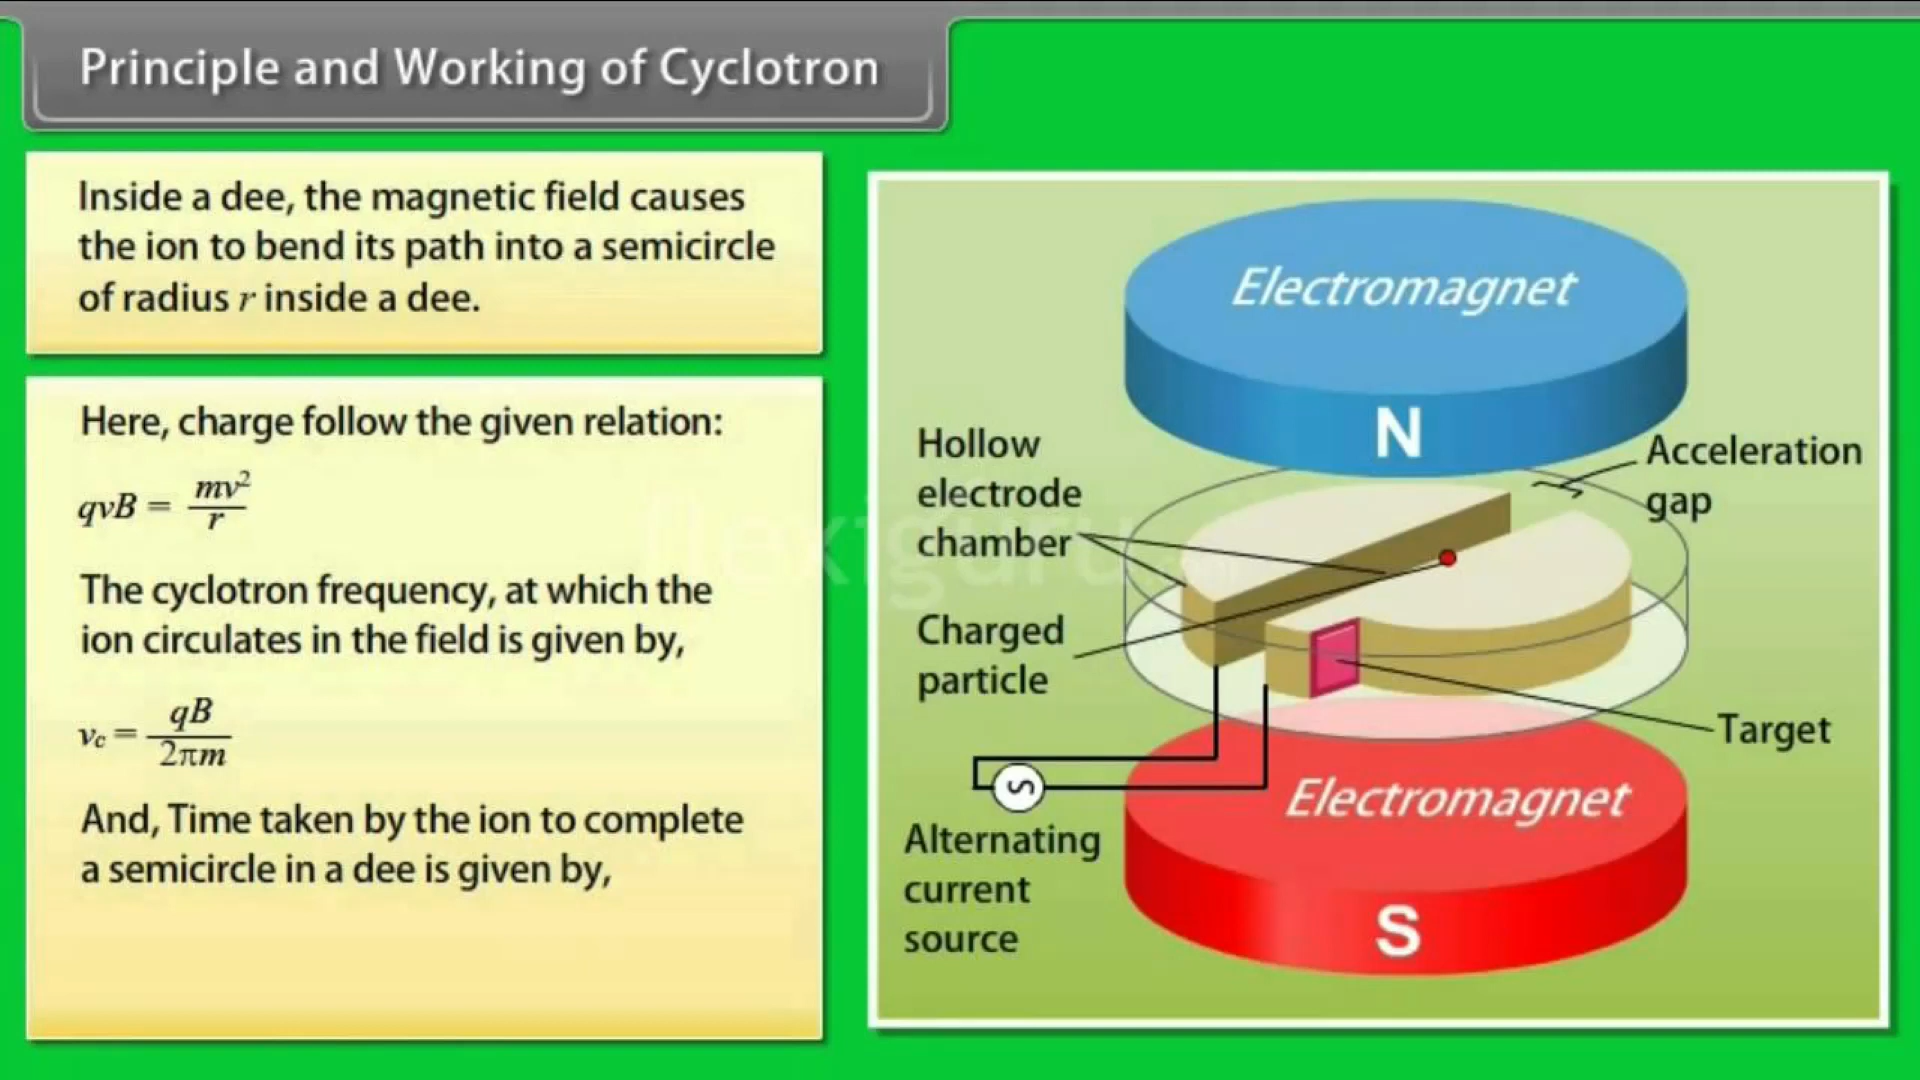 Principle and Working of Cyclotron
Inside a dee, the magnetic field causes
the ion to bend its path into a semicircle
of radius r inside a dee.
Here, charge follow the given relation:
qvB = mv²/r
The cyclotron frequency, at which the
ion circulates in the field is given by,
νc = qB/2πm
And, Time taken by the ion to complete
a semicircle in a dee is given by,
Electromagnet
N
Hollow
electrode
chamber
Acceleration
gap
Charged
particle
Target
Alternating
current
source
Electromagnet
S